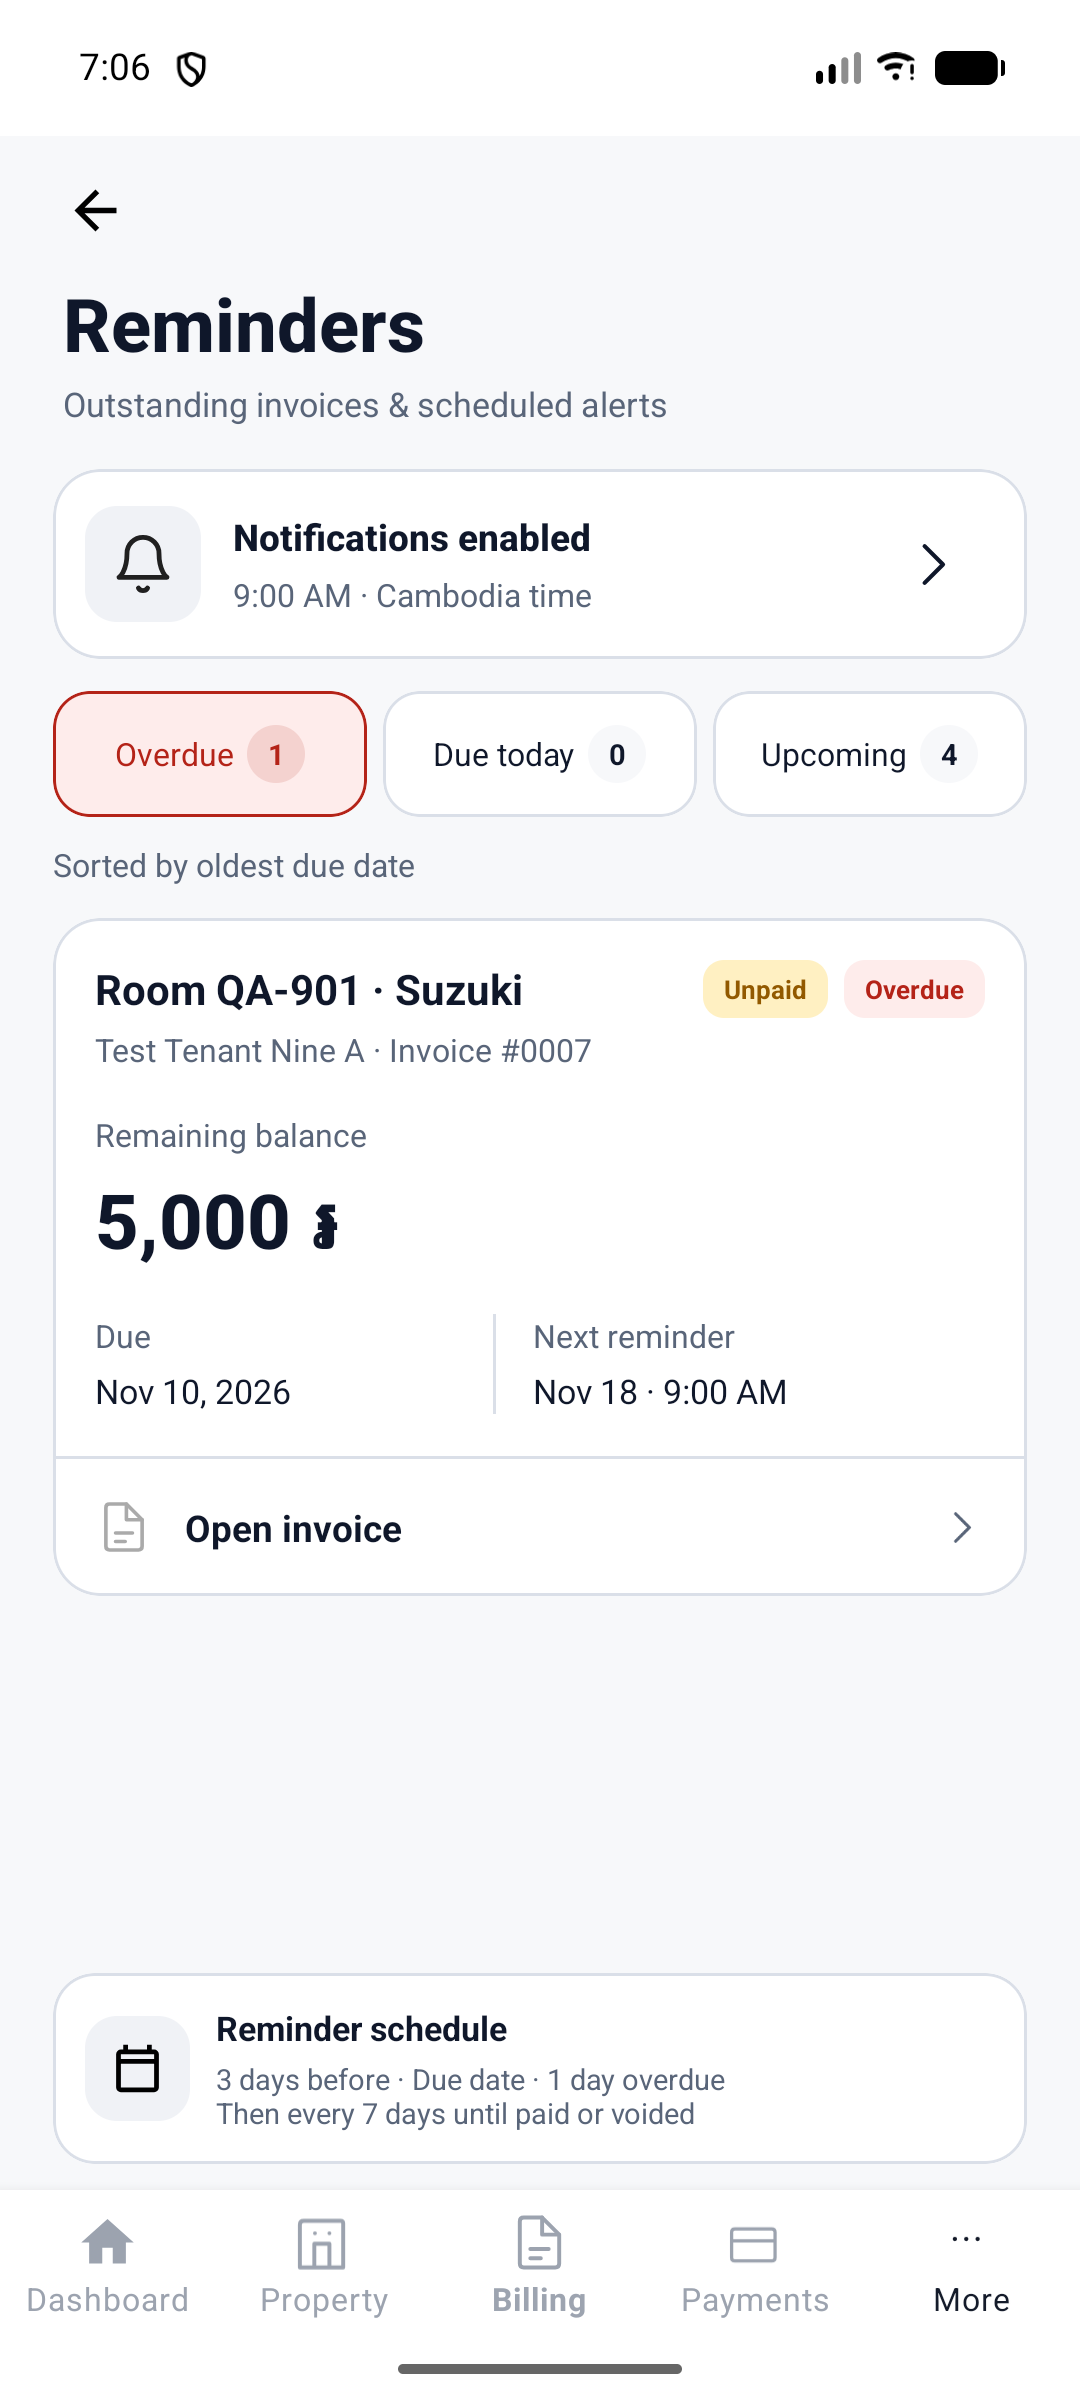 7:06
Reminders
Outstanding invoices & scheduled alerts
Notifications enabled
9:00 AM · Cambodia time
Overdue 1
Due today 0
Upcoming 4
Sorted by oldest due date
Room QA-901 · Suzuki
Unpaid
Overdue
Test Tenant Nine A · Invoice #0007
Remaining balance
5,000 ៛
Due
Nov 10, 2026
Next reminder
Nov 18 · 9:00 AM
Open invoice
Reminder schedule
3 days before · Due date · 1 day overdue
Then every 7 days until paid or voided
Dashboard
Property
Billing
Payments
More